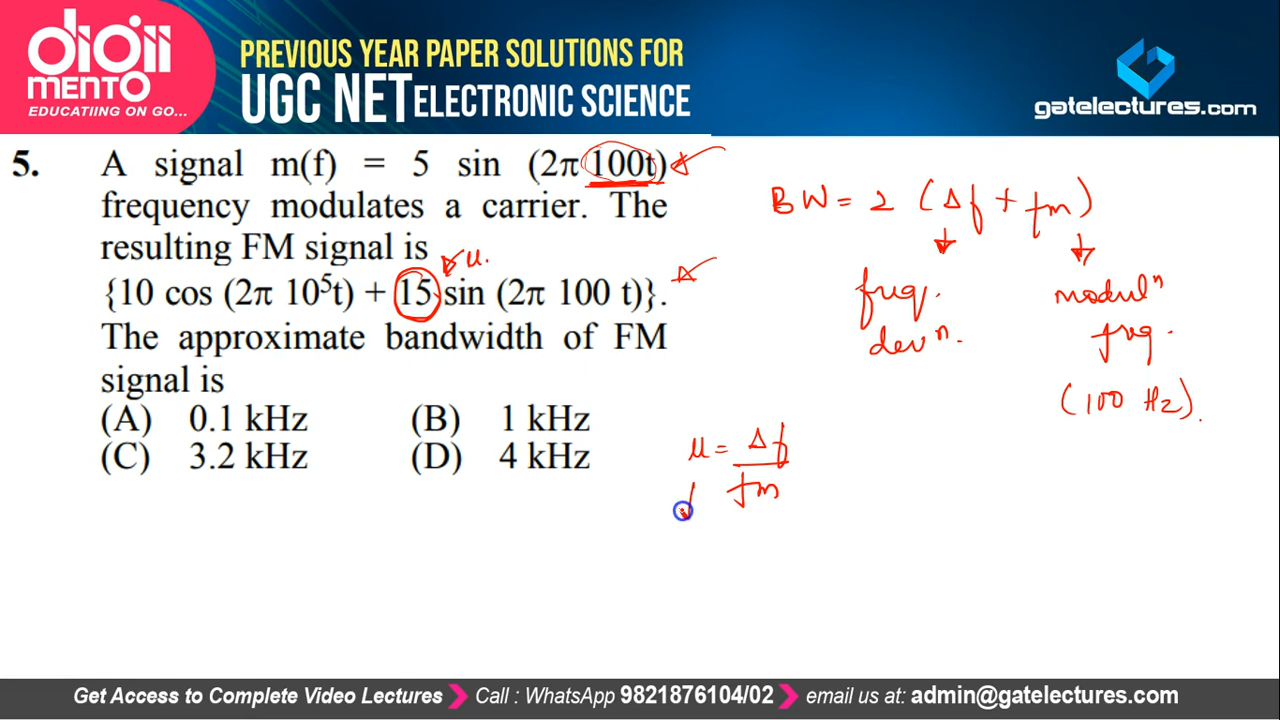 diGii
MENTO
EDUCATIING ON GO...
PREVIOUS YEAR PAPER SOLUTIONS FOR
UGC NET ELECTRONIC SCIENCE
gatelectures.com
5. A signal m(f) = 5 sin (2π 100t)
frequency modulates a carrier. The
resulting FM signal is
μ.
{10 cos (2π 10⁵t) + 15 sin (2π 100 t)}.
The approximate bandwidth of FM
signal is
(A) 0.1 kHz (B) 1 kHz
(C) 3.2 kHz (D) 4 kHz
BW = 2 (Δf + fm)
freq. modulⁿ
devⁿ. freq.
(100 Hz).
μ = Δf
fm
Get Access to Complete Video Lectures Call : WhatsApp 9821876104/02 email us at: admin@gatelectures.com